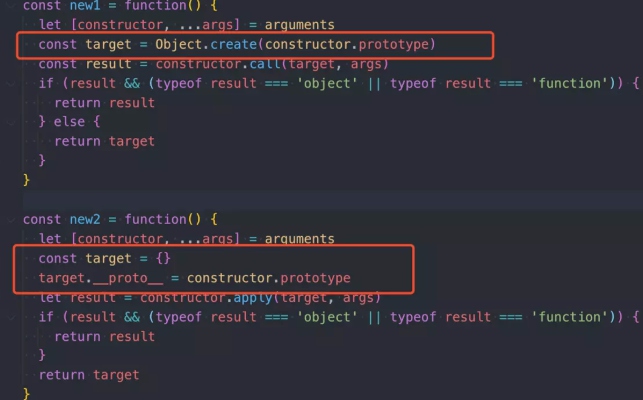 const new1 = function() {
let [constructor, ...args] = arguments
const target = Object.create(constructor.prototype)
const result = constructor.call(target, args)
if (result && (typeof result === 'object' || typeof result === 'function')) {
return result
} else {
return target
}
}
const new2 = function() {
let [constructor, ...args] = arguments
const target = {}
target.__proto__ = constructor.prototype
let result = constructor.apply(target, args)
if (result && (typeof result === 'object' || typeof result === 'function')) {
return result
}
return target
}